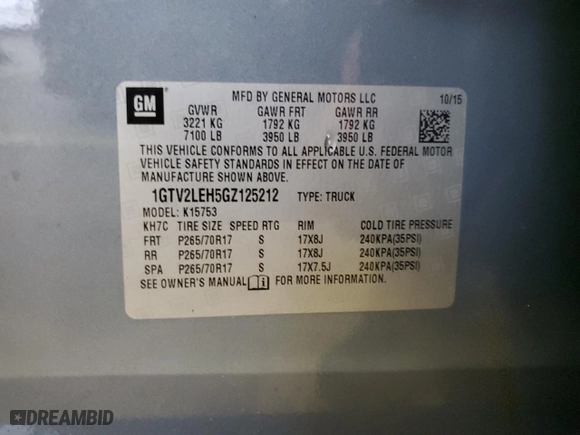 GM
MFD BY GENERAL MOTORS LLC
10/15
GVWR GAWR FRT GAWR RR
3221 KG 1792 KG 1792 KG
7100 LB 3950 LB 3950 LB
THIS VEHICLE CONFORMS TO ALL APPLICABLE U.S. FEDERAL MOTOR
VEHICLE SAFETY STANDARDS IN EFFECT ON THE DATE OF
MANUFACTURE SHOWN ABOVE.
1GTV2LEH5GZ125212 TYPE: TRUCK
MODEL: K15753
KH7C TIRE SIZE SPEED RTG RIM COLD TIRE PRESSURE
FRT P265/70R17 S 17X8J 240KPA(35PSI)
RR P265/70R17 S 17X8J 240KPA(35PSI)
SPA P265/70R17 S 17X7.5J 240KPA(35PSI)
SEE OWNER'S MANUAL FOR MORE INFORMATION.
DREAMBID